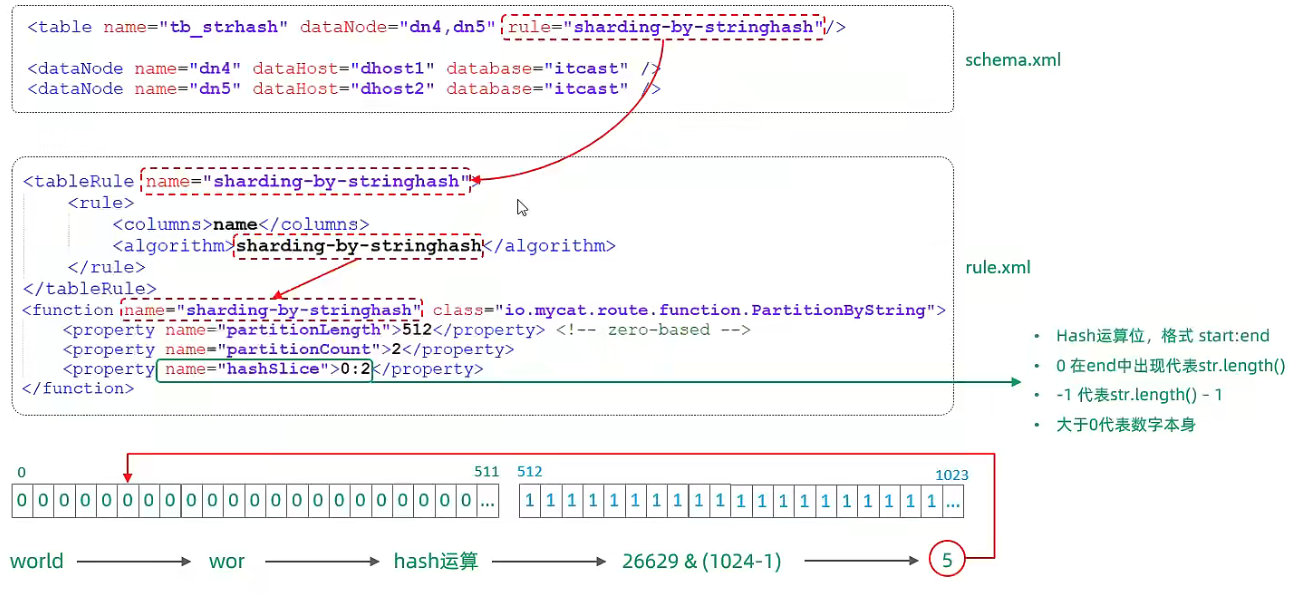 <table name="tb_strhash" dataNode="dn4,dn5" rule="sharding-by-stringhash"/>
<dataNode name="dn4" dataHost="dhost1" database="itcast" />
<dataNode name="dn5" dataHost="dhost2" database="itcast" />
schema.xml
<tableRule name="sharding-by-stringhash">
<rule>
<columns>name</columns>
<algorithm>sharding-by-stringhash</algorithm>
</rule>
</tableRule>
<function name="sharding-by-stringhash" class="io.mycat.route.function.PartitionByString">
<property name="partitionLength">512</property> <!-- zero-based -->
<property name="partitionCount">2</property>
<property name="hashSlice">0:2</property>
</function>
rule.xml
• Hash运算位，格式 start:end
• 0 在end中出现代表str.length()
• -1 代表str.length() – 1
• 大于0代表数字本身
0 511 512 1023
0 0 0 0 0 0 0 0 0 0 0 0 0 0 0 0 0 0 0 0 0 0 ... 1 1 1 1 1 1 1 1 1 1 1 1 1 1 1 1 1 1 1 1 ...
world wor hash运算 26629 & (1024-1) 5